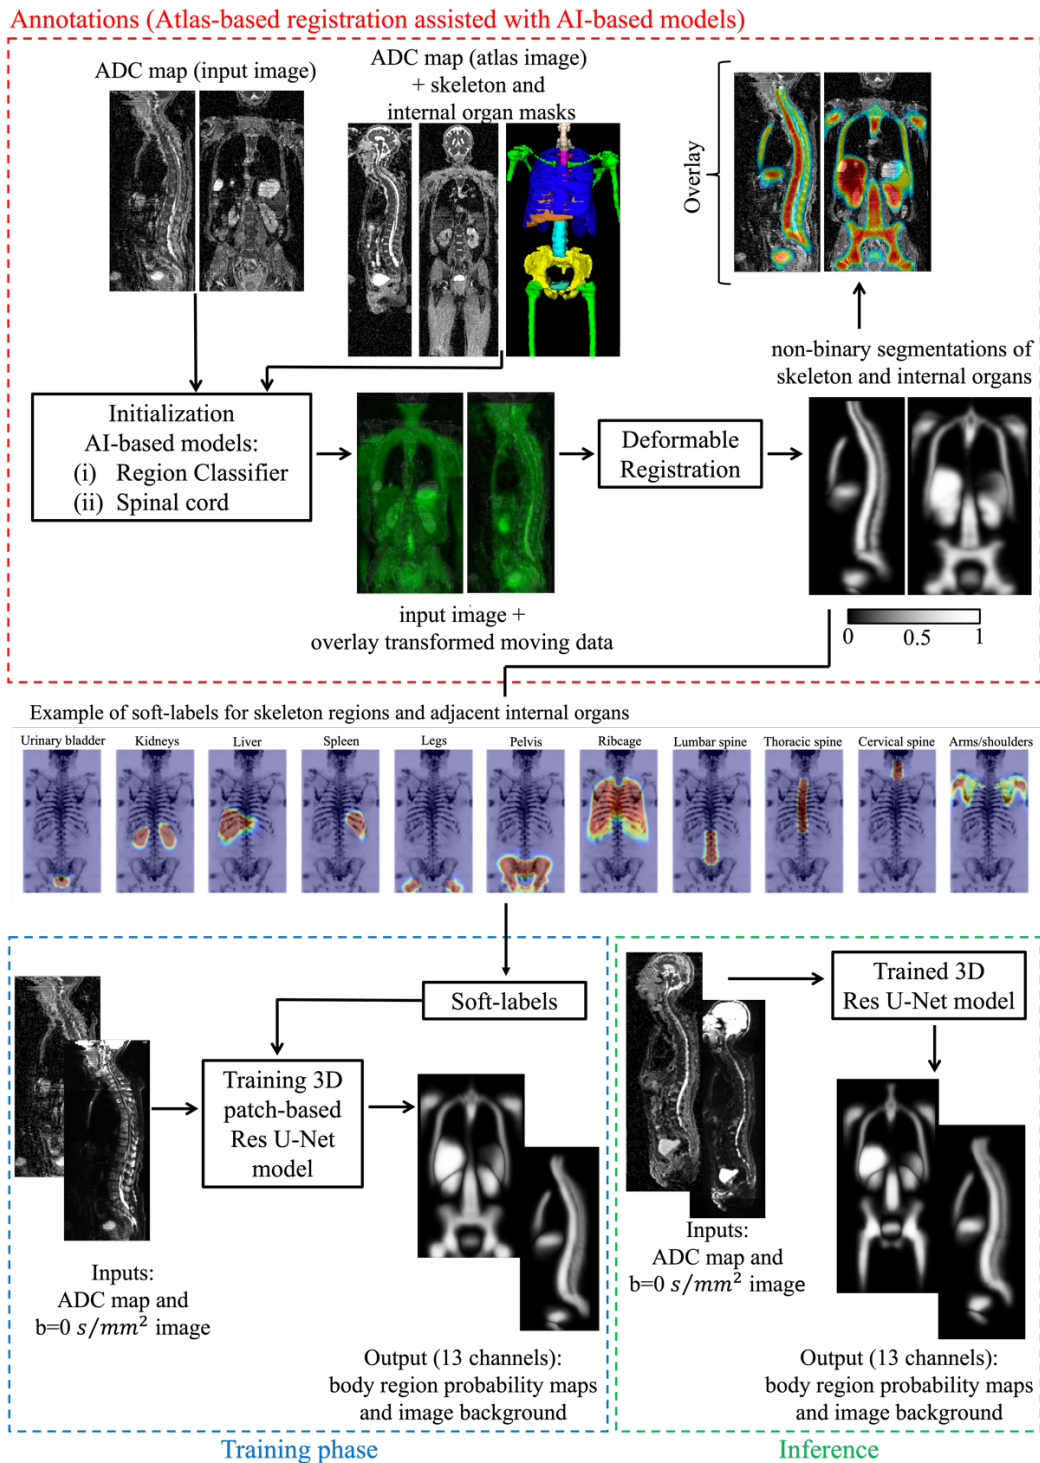 Annotations (Atlas-based registration assisted with AI-based models)
ADC map (input image)
ADC map (atlas image)
+ skeleton and
internal organ masks
Overlay
non-binary segmentations of
skeleton and internal organs
Initialization
AI-based models:
(i) Region Classifier
(ii) Spinal cord
Deformable
Registration
input image +
overlay transformed moving data
0 0.5 1
Example of soft-labels for skeleton regions and adjacent internal organs
Urinary bladder Kidneys Liver Spleen Legs Pelvis Ribcage Lumbar spine Thoracic spine Cervical spine Arms/shoulders
Soft-labels
Training 3D
patch-based
Res U-Net
model
Inputs:
ADC map and
b=0 s/mm² image
Output (13 channels):
body region probability maps
and image background
Training phase
Trained 3D
Res U-Net model
Inputs:
ADC map and
b=0 s/mm² image
Output (13 channels):
body region probability maps
and image background
Inference